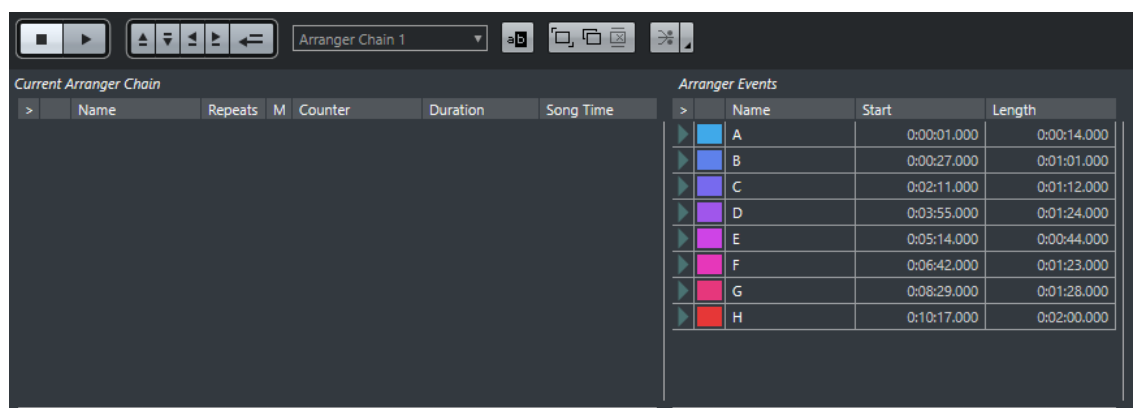 Arranger Chain 1 ab
Current Arranger Chain
> Name Repeats M Counter Duration Song Time
Arranger Events
> Name Start Length
A 0:00:01.000 0:00:14.000
B 0:00:27.000 0:01:01.000
C 0:02:11.000 0:01:12.000
D 0:03:55.000 0:01:24.000
E 0:05:14.000 0:00:44.000
F 0:06:42.000 0:01:23.000
G 0:08:29.000 0:01:28.000
H 0:10:17.000 0:02:00.000